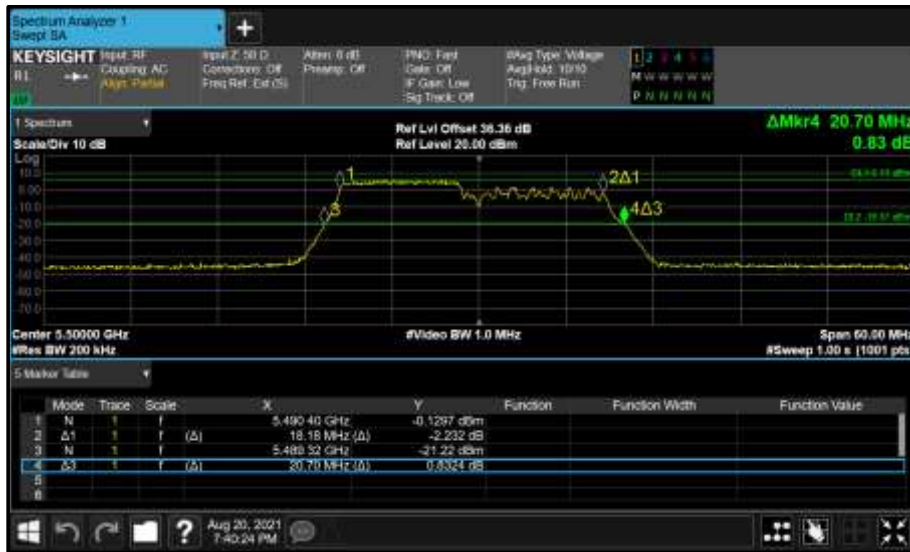 Spectrum Analyzer 1
Swept SA
+
KEYSIGHT Input: RF
R L
Coupling: AC
Align: Partial
Input Z: 50 Ω
Corrections: Off
Freq Ref: Ext (S)
Atten: 6 dB
Preamp: Off
PNO: Fast
Gate: Off
IF Gain: Low
Sig Track: Off
#Avg Type: Voltage
Avg|Hold: 10/10
Trig: Free Run
1 2 3 4 5 6
M W W W W W
P N N N N N
1 Spectrum
Scale/Div 10 dB
Log
Ref Lvl Offset 36.36 dB
Ref Level 20.00 dBm
ΔMkr4 20.70 MHz
0.83 dB
10.0
0.00
-10.0
-20.0
-30.0
-40.0
-50.0
-60.0
-70.0
1
2Δ1
3
4Δ3
Center 5.50000 GHz
#Res BW 200 kHz
#Video BW 1.0 MHz
Span 60.00 MHz
#Sweep 1.00 s (1001 pts
5 Marker Table
Mode Trace Scale X Y Function Function Width Function Value
1 N 1 f 5.490 40 GHz -0.1297 dBm
2 Δ1 1 f (Δ) 18.18 MHz (Δ) -2.232 dB
3 N 1 f 5.489 32 GHz -21.22 dBm
4 Δ3 1 f (Δ) 20.70 MHz (Δ) 0.8324 dB
5
6
?
Aug 20, 2021
7:40:24 PM